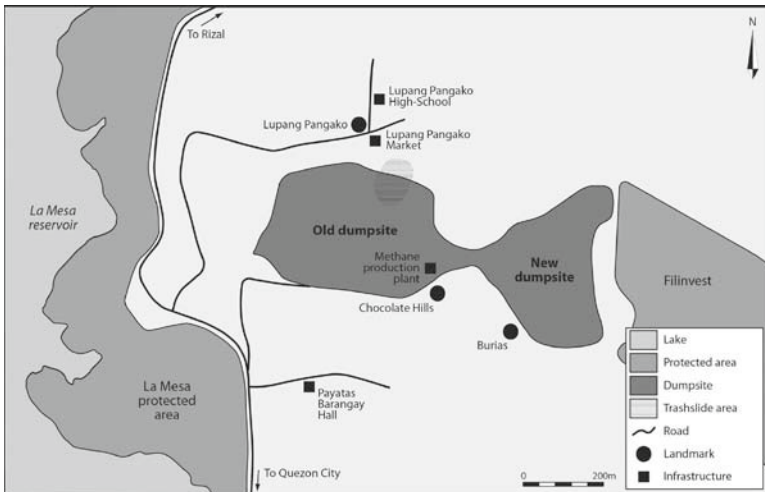 To Rizal
N
Lupang Pangako
High-School
Lupang Pangako
Lupang Pangako
Market
La Mesa
reservoir
Old dumpsite
Methane
production
plant
New
dumpsite
Filinvest
Chocolate Hills
Burias
La Mesa
protected
area
Payatas
Barangay
Hall
To Quezon City
Lake
Protected area
Dumpsite
Trashslide area
Road
Landmark
Infrastructure
0
200m